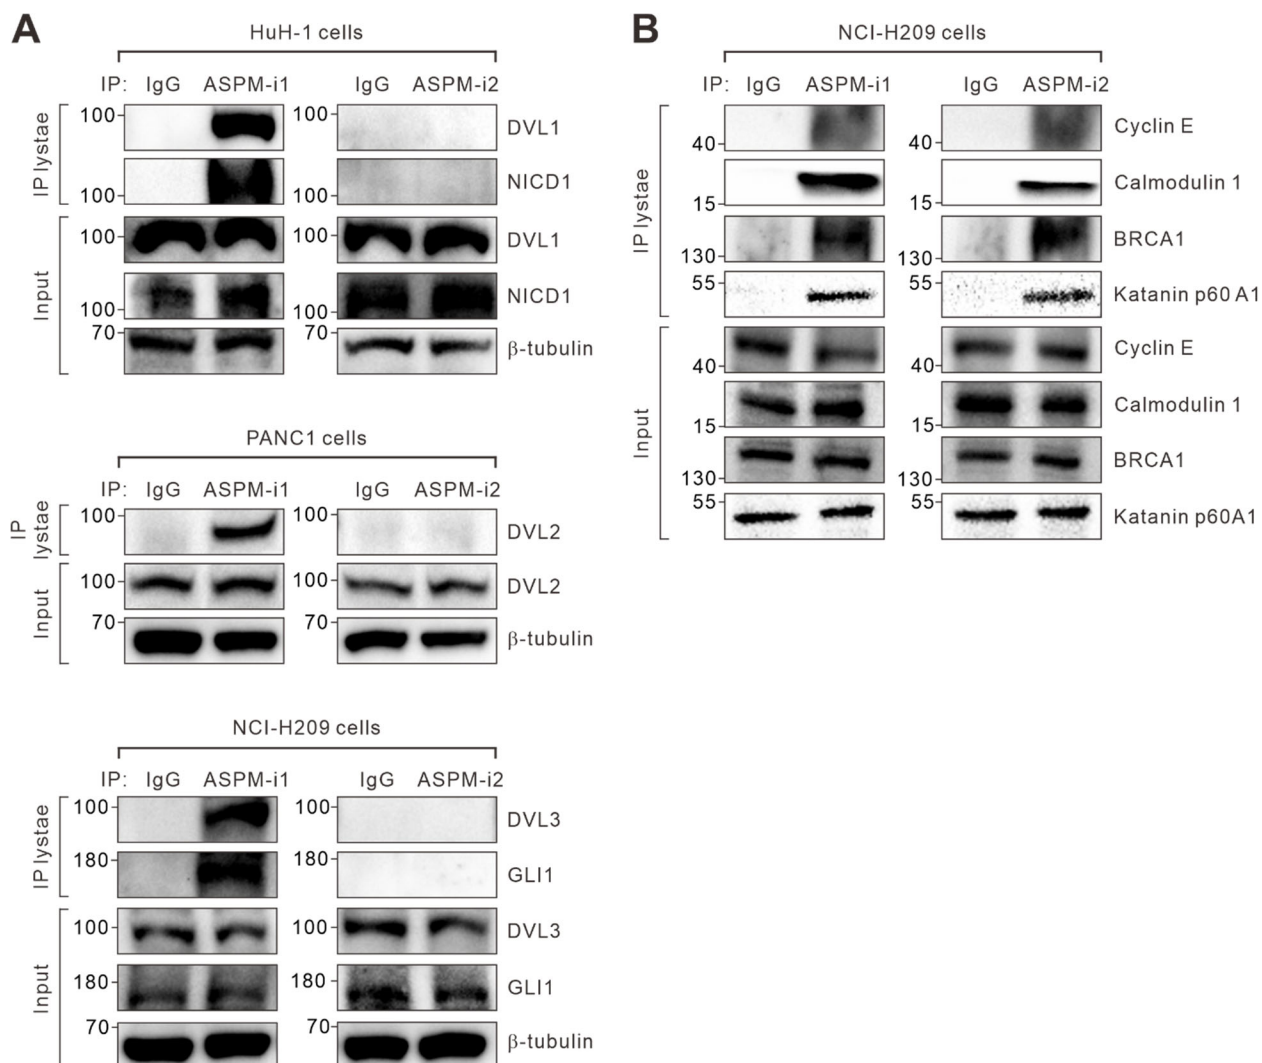 A
HuH-1 cells
IP: IgG ASPM-i1 IgG ASPM-i2
IP lystae
100 100 DVL1
100 100 NICD1
Input
100 100 DVL1
100 100 NICD1
70 70 β-tubulin
PANC1 cells
IP: IgG ASPM-i1 IgG ASPM-i2
IP
lystae
100 100 DVL2
Input
100 100 DVL2
70 70 β-tubulin
NCI-H209 cells
IP: IgG ASPM-i1 IgG ASPM-i2
IP lystae
100 100 DVL3
180 180 GLI1
Input
100 100 DVL3
180 180 GLI1
70 70 β-tubulin
B
NCI-H209 cells
IP: IgG ASPM-i1 IgG ASPM-i2
IP lystae
40 40 Cyclin E
15 15 Calmodulin 1
130 130 BRCA1
55 55 Katanin p60 A1
Input
40 40 Cyclin E
15 15 Calmodulin 1
130 130 BRCA1
55 55 Katanin p60A1